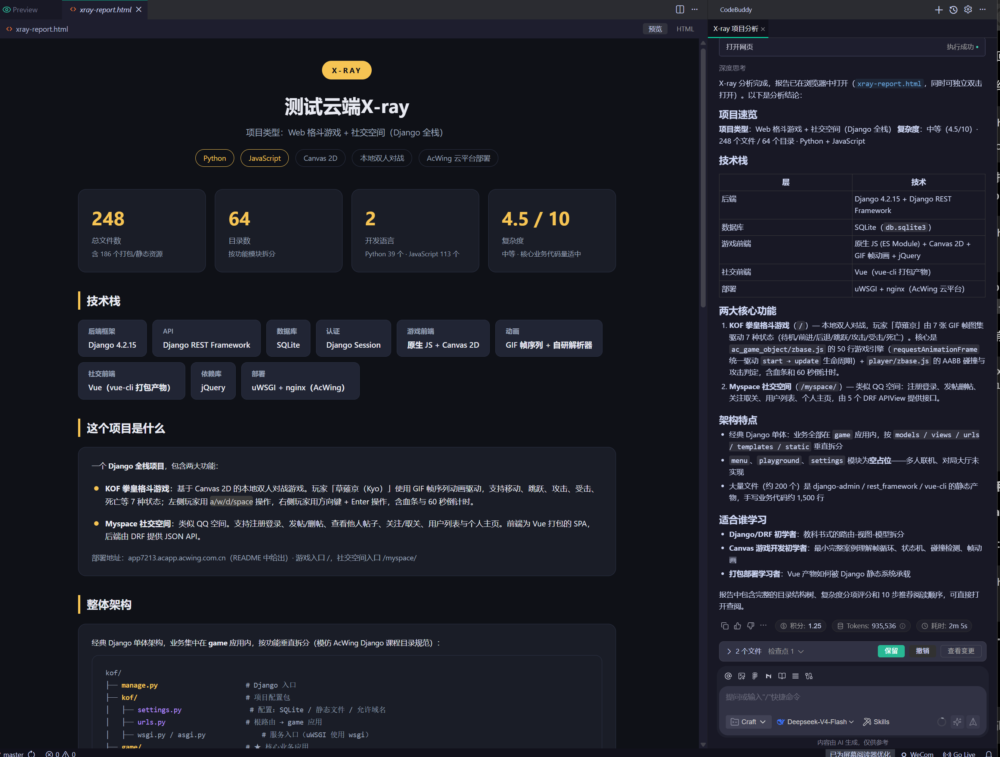 Preview
xray-report.html
xray-report.html
预览
HTML
X-RAY
测试云端X-ray
项目类型：Web 格斗游戏 + 社交空间（Django 全栈）
Python
JavaScript
Canvas 2D
本地双人对战
AcWing 云平台部署
248
总文件数
含 186 个打包/静态资源
64
目录数
按功能模块拆分
2
开发语言
Python 39 个 · JavaScript 113 个
4.5 / 10
复杂度
中等 · 核心业务代码量适中
技术栈
后端框架
Django 4.2.15
API
Django REST Framework
数据库
SQLite
认证
Django Session
游戏前端
原生 JS + Canvas 2D
动画
GIF 帧序列 + 自研解析器
社交前端
Vue（vue-cli 打包产物）
依赖库
jQuery
部署
uWSGI + nginx（AcWing）
这个项目是什么
一个 Django 全栈项目，包含两大功能：
KOF 拳皇格斗游戏：基于 Canvas 2D 的本地双人对战游戏。玩家「草薙京（Kyo）」使用 GIF 帧序列动画驱动，支持移动、跳跃、攻击、受击、
死亡等 7 种状态；左侧玩家用 a/w/d/space 操作，右侧玩家用方向键 + Enter 操作，含血条与 60 秒倒计时。
Myspace 社交空间：类似 QQ 空间。支持注册登录、发帖/删帖、查看他人帖子、关注/取关、用户列表与个人主页。前端为 Vue 打包的 SPA，
后端由 DRF 提供 JSON API。
部署地址：app7213.acapp.acwing.com.cn（README 中给出）· 游戏入口 /，社交空间入口 /myspace/
整体架构
经典 Django 单体架构，业务集中在 game 应用内，按功能垂直拆分（模仿 AcWing Django 课程目录规范）：
kof/
├── manage.py # Django 入口
├── kof/ # 项目配置包
│ ├── settings.py # 配置：SQLite / 静态文件 / 允许域名
│ ├── urls.py # 根路由 → game 应用
│ ├── wsgi.py / asgi.py # 服务入口（uWSGI 使用 wsgi）
├── game/ # ★ 核心业务应用
master
0
0
CodeBuddy
X-ray 项目分析
打开网页
执行成功
深度思考
X-ray 分析完成，报告已在浏览器中打开（xray-report.html，同时可独立双击
打开）。以下是分析结论：
项目速览
项目类型：Web 格斗游戏 + 社交空间（Django 全栈） 复杂度：中等（4.5/10）·
248 个文件 / 64 个目录 · Python + JavaScript
技术栈
层 技术
后端 Django 4.2.15 + Django REST
Framework
数据库 SQLite（db.sqlite3）
游戏前端 原生 JS (ES Module) + Canvas 2D +
GIF 帧动画 + jQuery
社交前端 Vue（vue-cli 打包产物）
部署 uWSGI + nginx（AcWing 云平台）
两大核心功能
1. KOF 拳皇格斗游戏（/）— 本地双人对战，玩家「草薙京」由 7 张 GIF 帧图集
驱动 7 种状态（待机/前进/后退/跳跃/攻击/受击/死亡）。核心是
ac_game_object/zbase.js 的 50 行游戏引擎（requestAnimationFrame
统一驱动 start → update 生命周期）+ player/zbase.js 的 AABB 碰撞与
攻击判定，含血条和 60 秒倒计时。
2. Myspace 社交空间（/myspace/）— 类似 QQ 空间：注册登录、发帖删帖、
关注取关、用户列表、个人主页，由 5 个 DRF APIView 提供接口。
架构特点
经典 Django 单体：业务全部在 game 应用内，按 models / views / urls
/ templates / static 垂直拆分
menu、playground、settings 模块为空占位——多人联机、对局大厅未
实现
大量文件（约 200 个）是 django-admin / rest_framework / vue-cli 的静态产
物，手写业务代码约 1,500 行
适合谁学习
Django/DRF 初学者：教科书式的路由-视图-模型拆分
Canvas 游戏开发初学者：最小完整案例理解帧循环、状态机、碰撞检测、帧动
画
打包部署学习者：Vue 产物如何被 Django 静态系统承载
报告中包含完整的目录结构树、复杂度分项评分和 10 步推荐阅读顺序，可直接打
开查阅。
积分: 1.25
Tokens: 935,536
耗时: 2m 5s
2 个文件
检查点 1
保留
撤销
查看变更
提问或输入"/"快捷命令
Craft
Deepseek-V4-Flash
Skills
内容由 AI 生成，仅供参考
已为屏幕阅读器优化
WeCom
Go Live